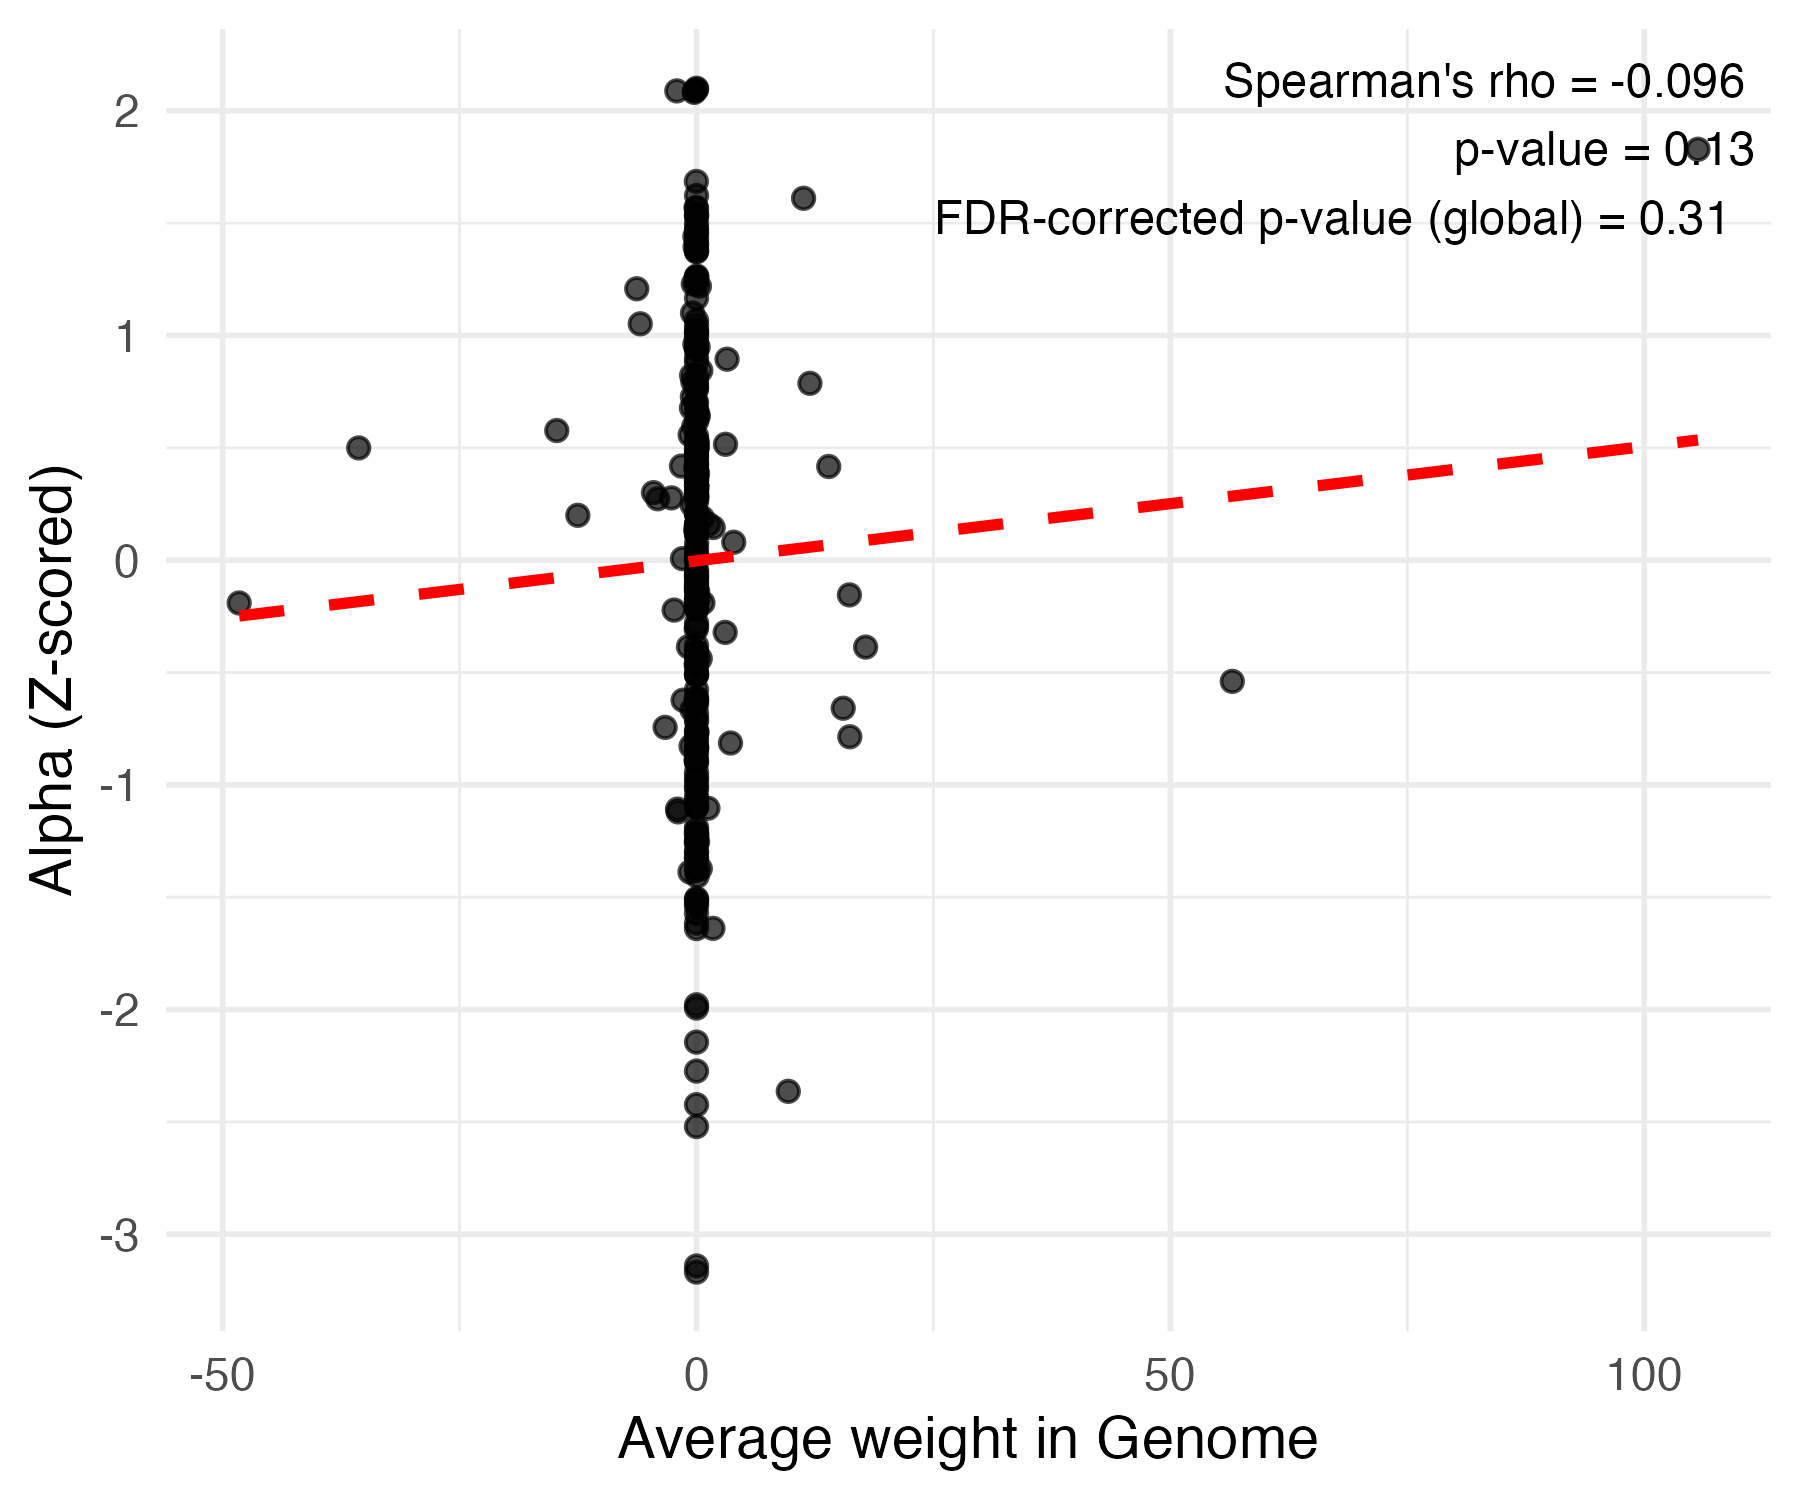 Spearman's rho = -0.096
p-value = 0.13
FDR-corrected p-value (global) = 0.31
2
1
0
-1
-2
-3
Alpha (Z-scored)
-50
0
50
100
Average weight in Genome